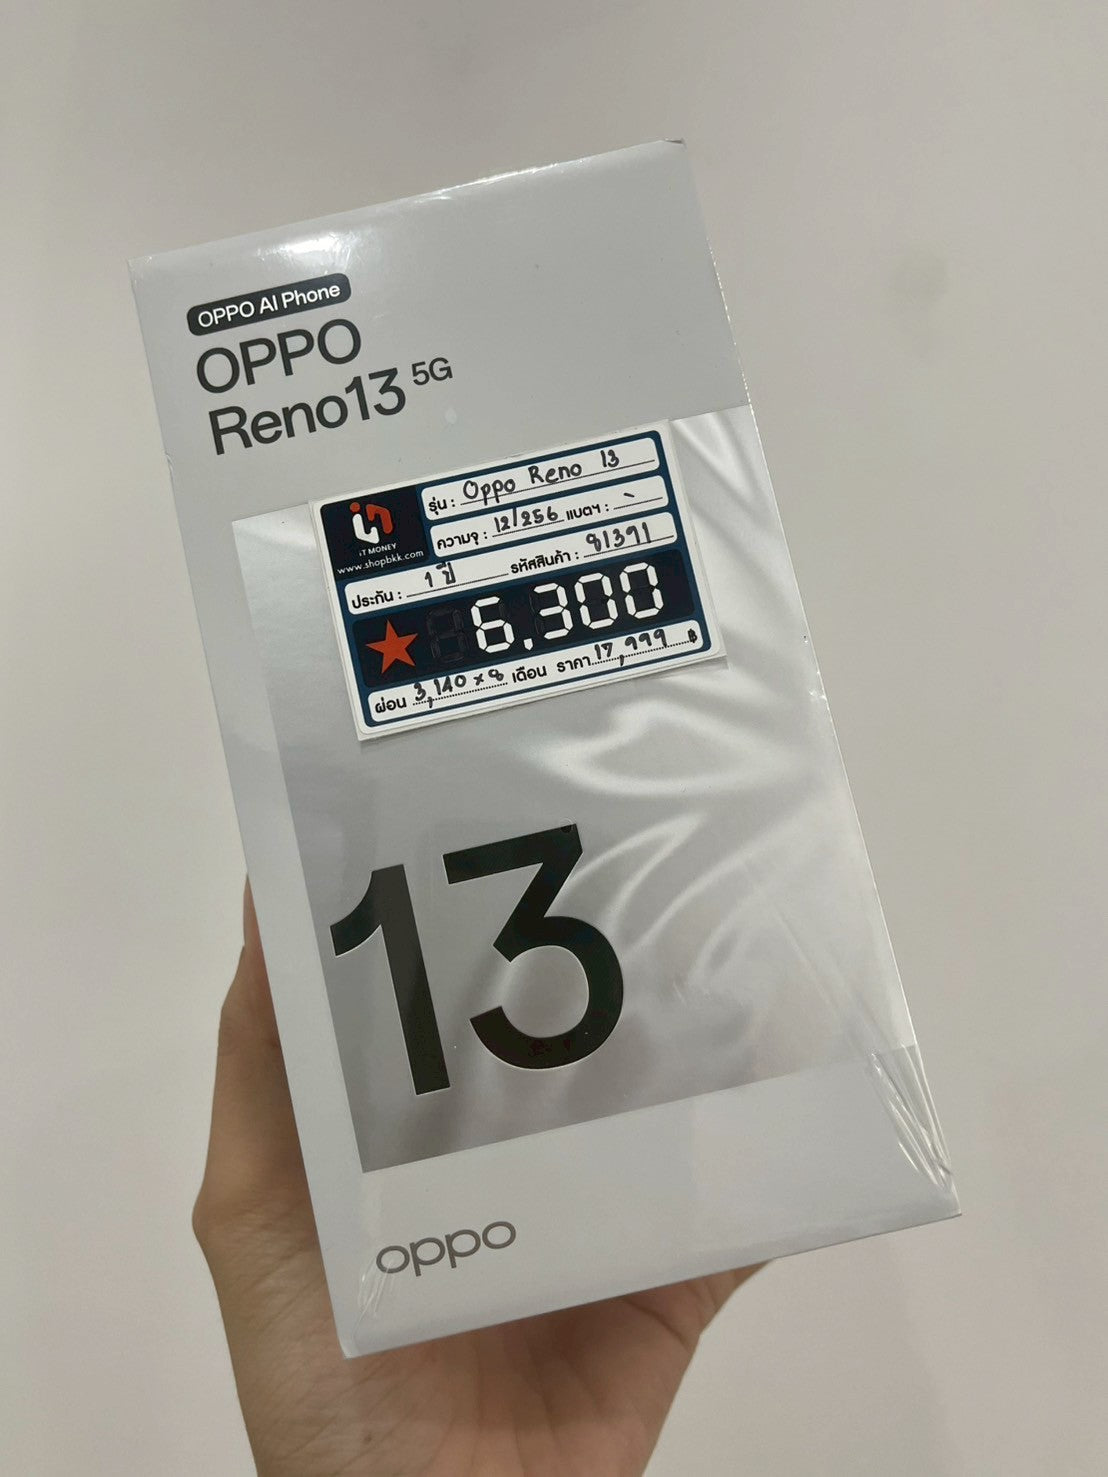 OPPO AI Phone
OPPO
Reno13 5G
iT MONEY
www.shopbkk.com
รุ่น : Oppo Reno 13
ความจุ : 12/256 แบตฯ : -
ประกัน : 1 ปี รหัสสินค้า : 81391
6,300
ผ่อน 3,140 x 8 เดือน ราคา 17,999 ฿
13
oppo